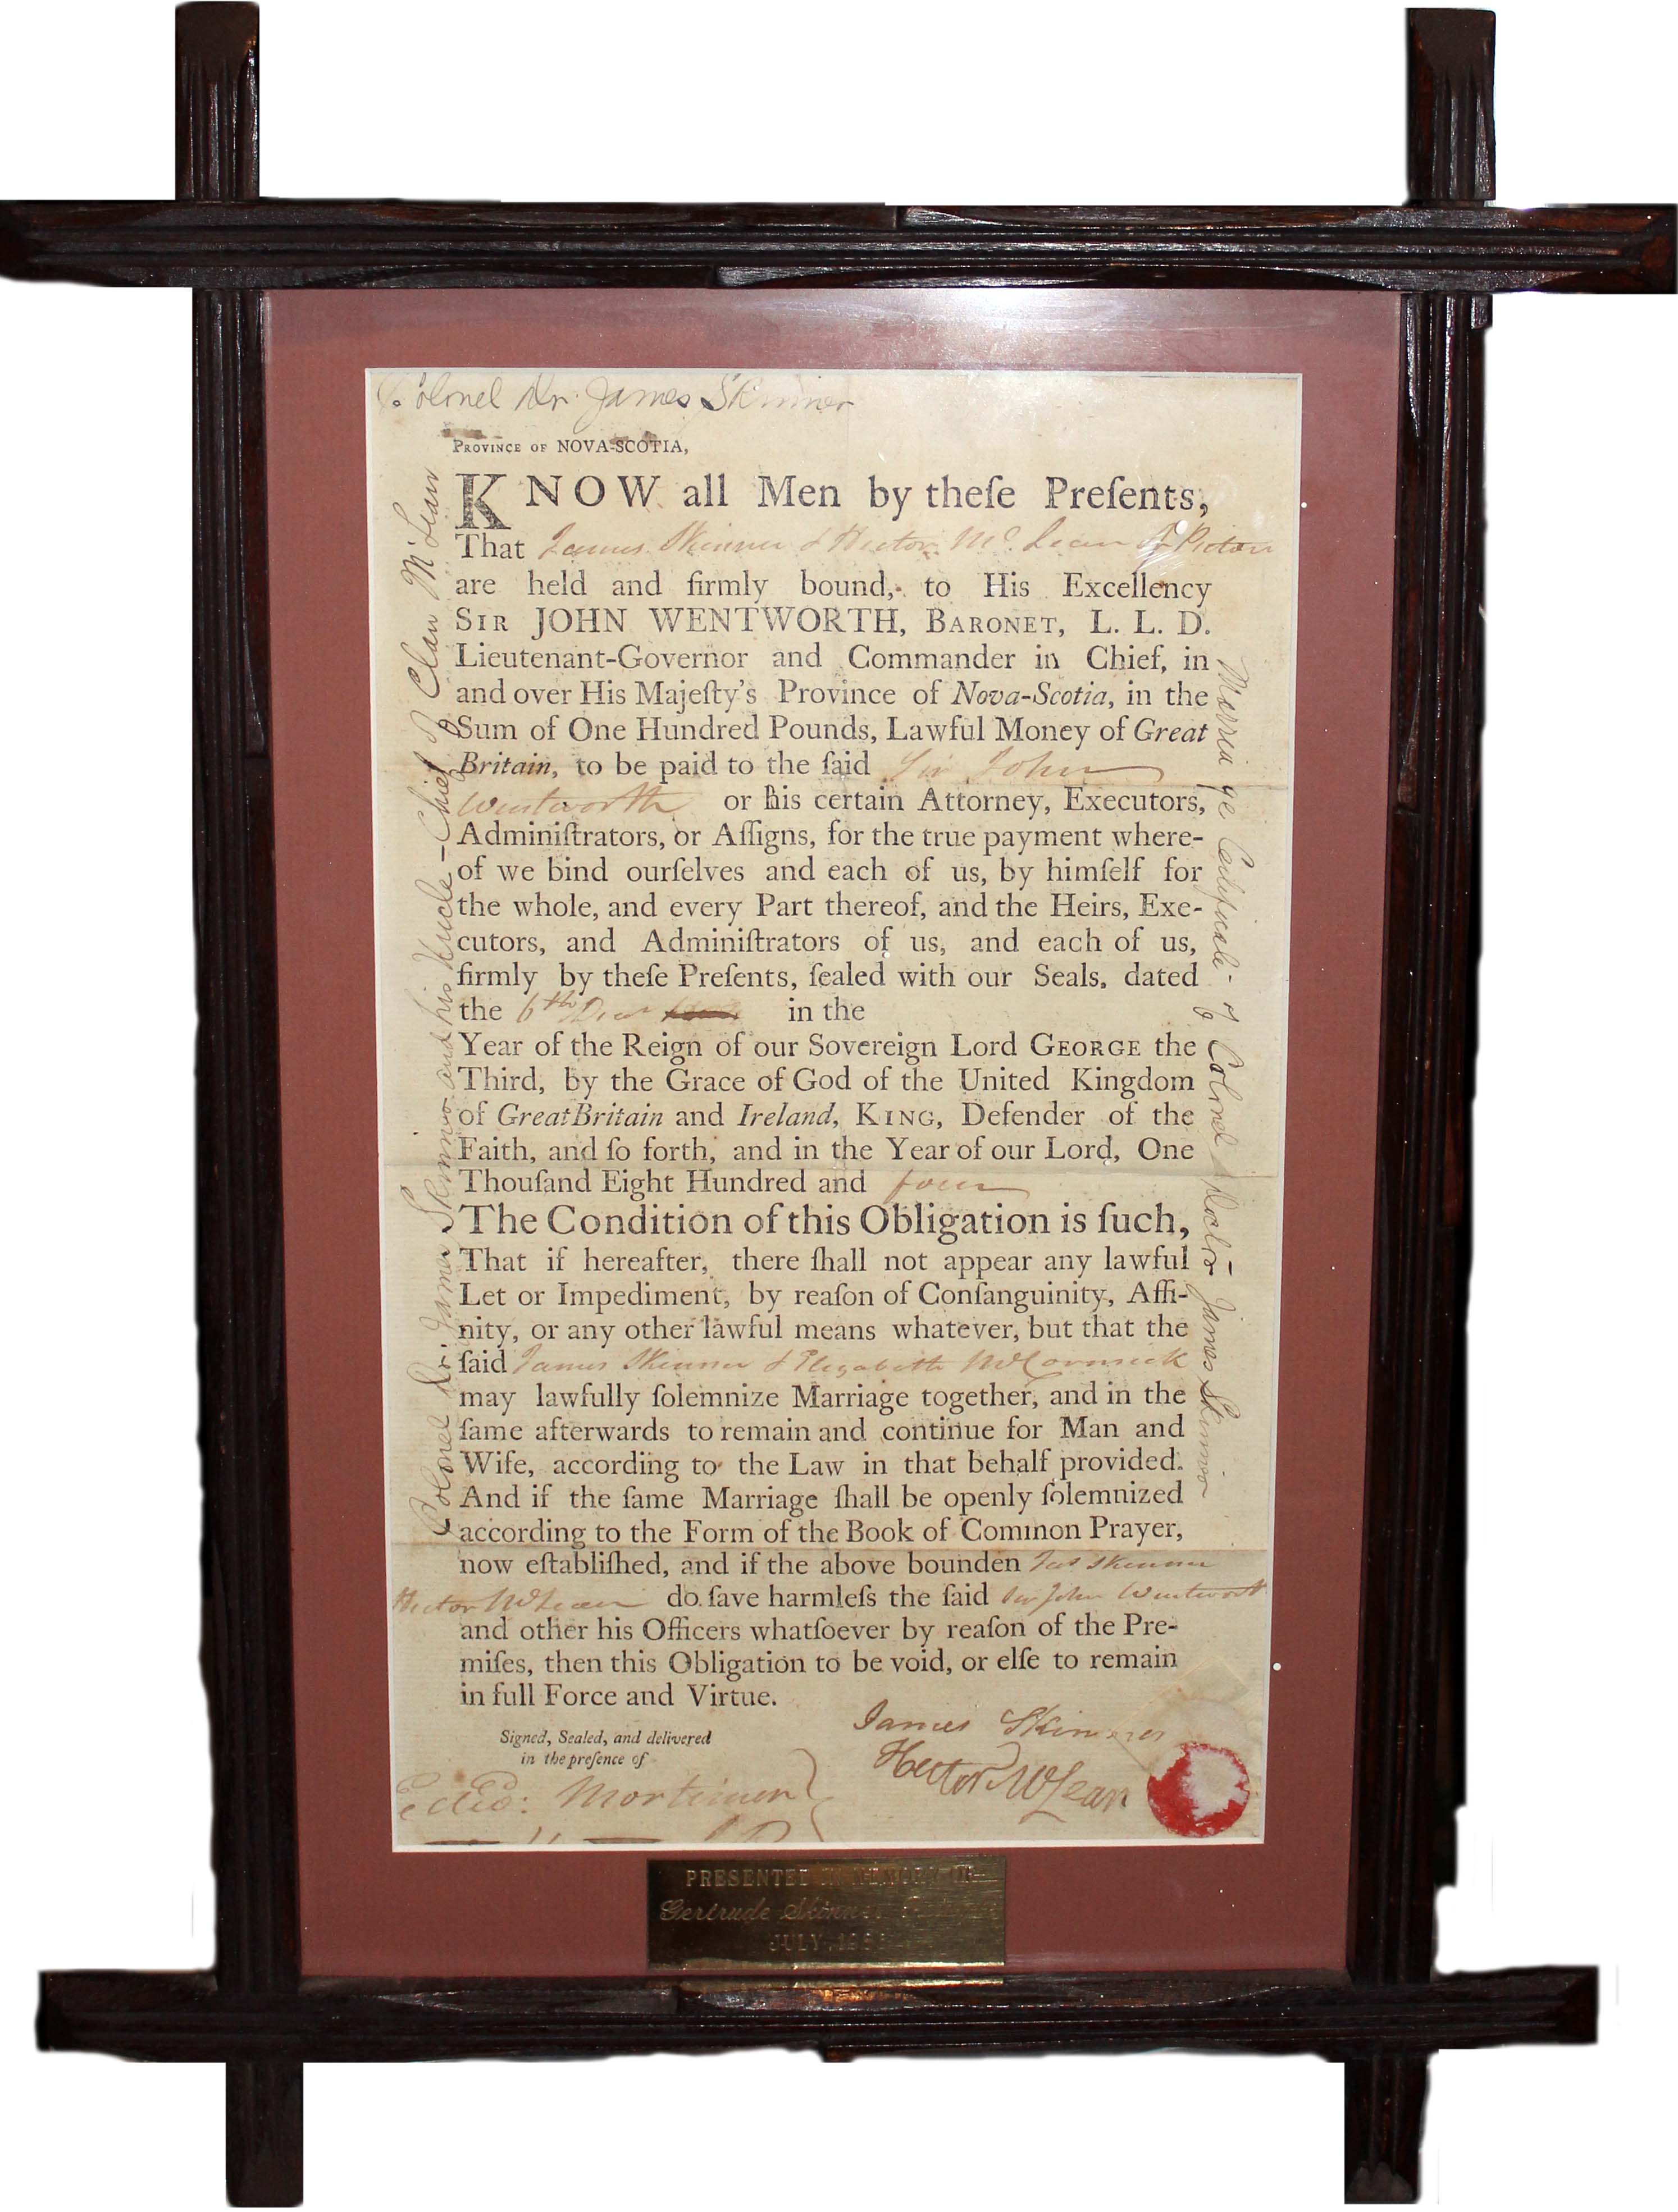 Colonel Dr. James Skinner
PROVINCE OF NOVA-SCOTIA,
KNOW all Men by theſe Preſents,
That James Skinner & Hector McLean of Pictou
are held and firmly bound, to His Excellency
SIR JOHN WENTWORTH, BARONET, L. L. D.
Lieutenant-Governor and Commander in Chief, in
and over His Majeſty's Province of Nova-Scotia, in the
Sum of One Hundred Pounds, Lawful Money of Great
Britain, to be paid to the ſaid Sir John
Wentworth or his certain Attorney, Executors,
Adminiſtrators, or Aſſigns, for the true payment where-
of we bind ourſelves and each of us, by himſelf for
the whole, and every Part thereof, and the Heirs, Exe-
cutors, and Adminiſtrators of us, and each of us,
firmly by theſe Preſents, ſealed with our Seals, dated
the 6th Decr in the
Year of the Reign of our Sovereign Lord GEORGE the
Third, by the Grace of God of the United Kingdom
of Great Britain and Ireland, KING, Defender of the
Faith, and ſo forth, and in the Year of our Lord, One
Thouſand Eight Hundred and four
The Condition of this Obligation is ſuch,
That if hereafter, there ſhall not appear any lawful
Let or Impediment, by reaſon of Conſanguinity, Affi-
nity, or any other lawful means whatever, but that the
ſaid James Skinner & Elizabeth McCormick
may lawfully ſolemnize Marriage together, and in the
ſame afterwards to remain and continue for Man and
Wife, according to the Law in that behalf provided.
And if the ſame Marriage ſhall be openly ſolemnized
according to the Form of the Book of Common Prayer,
now eſtabliſhed, and if the above bounden Jas Skinner
Hector McLean do ſave harmleſs the ſaid Sir John Wentworth
and other his Officers whatſoever by reaſon of the Pre-
miſes, then this Obligation to be void, or elſe to remain
in full Force and Virtue.
Signed, Sealed, and delivered
in the preſence of
James Skinner
Hector McLean
Edwd: Mortimer
Colonel Dr. James Skinner and his Uncle - Chief of Clan McLean
Marriage Certificate - of Colonel Doctor - James Skinner
PRESENTED IN MEMORY OF
Gertrude Skinner
JULY,